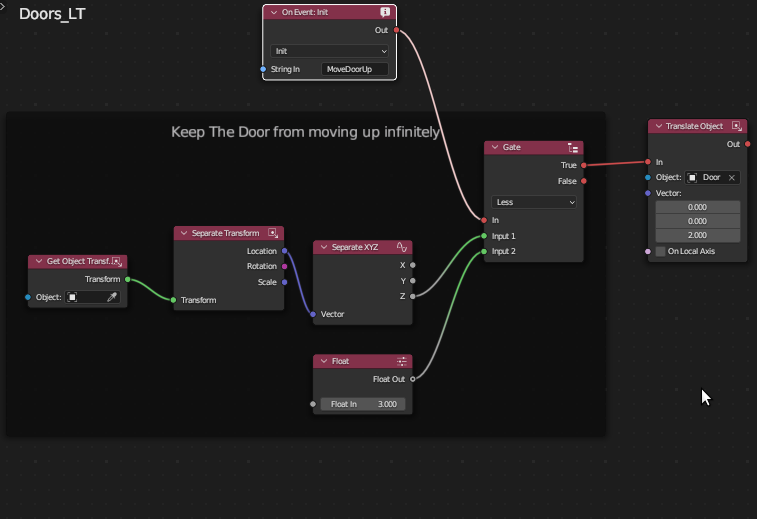 Doors_LT
On Event: Init
Out
Init
String In MoveDoorUp
Keep The Door from moving up infinitely
Gate
True
False
Less
In
Input 1
Input 2
Translate Object
Out
In
Object: Door
Vector:
0.000
0.000
2.000
On Local Axis
Get Object Transf..
Transform
Object:
Separate Transform
Location
Rotation
Scale
Transform
Separate XYZ
X
Y
Z
Vector
Float
Float Out
Float In 3.000